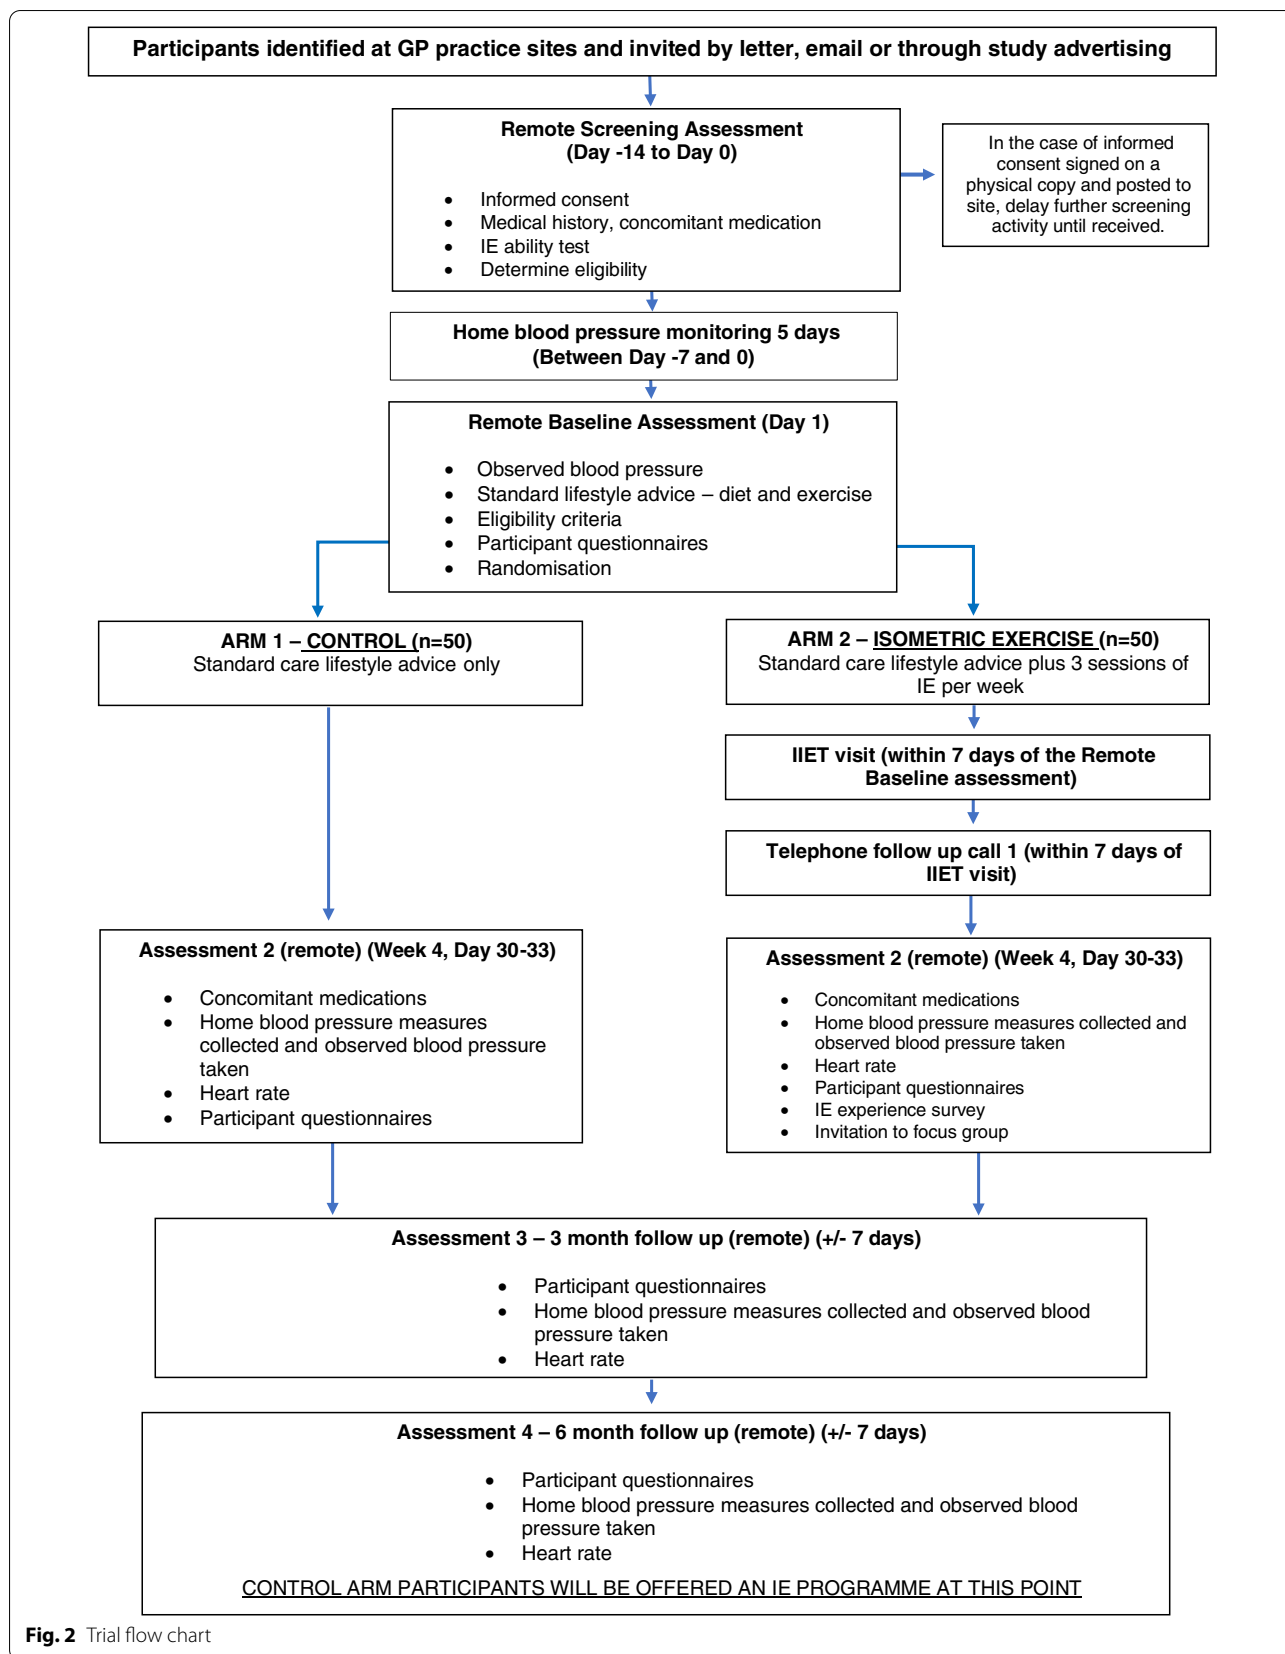 Participants identified at GP practice sites and invited by letter, email or through study advertising
Remote Screening Assessment
(Day -14 to Day 0)
• Informed consent
• Medical history, concomitant medication
• IE ability test
• Determine eligibility
In the case of informed
consent signed on a
physical copy and posted to
site, delay further screening
activity until received.
Home blood pressure monitoring 5 days
(Between Day -7 and 0)
Remote Baseline Assessment (Day 1)
• Observed blood pressure
• Standard lifestyle advice – diet and exercise
• Eligibility criteria
• Participant questionnaires
• Randomisation
ARM 1 – CONTROL (n=50)
Standard care lifestyle advice only
ARM 2 – ISOMETRIC EXERCISE (n=50)
Standard care lifestyle advice plus 3 sessions of
IE per week
IIET visit (within 7 days of the Remote
Baseline assessment)
Telephone follow up call 1 (within 7 days of
IIET visit)
Assessment 2 (remote) (Week 4, Day 30-33)
• Concomitant medications
• Home blood pressure measures
collected and observed blood pressure
taken
• Heart rate
• Participant questionnaires
Assessment 2 (remote) (Week 4, Day 30-33)
• Concomitant medications
• Home blood pressure measures collected and
observed blood pressure taken
• Heart rate
• Participant questionnaires
• IE experience survey
• Invitation to focus group
Assessment 3 – 3 month follow up (remote) (+/- 7 days)
• Participant questionnaires
• Home blood pressure measures collected and observed blood
pressure taken
• Heart rate
Assessment 4 – 6 month follow up (remote) (+/- 7 days)
• Participant questionnaires
• Home blood pressure measures collected and observed blood
pressure taken
• Heart rate
CONTROL ARM PARTICIPANTS WILL BE OFFERED AN IE PROGRAMME AT THIS POINT
Fig. 2 Trial flow chart